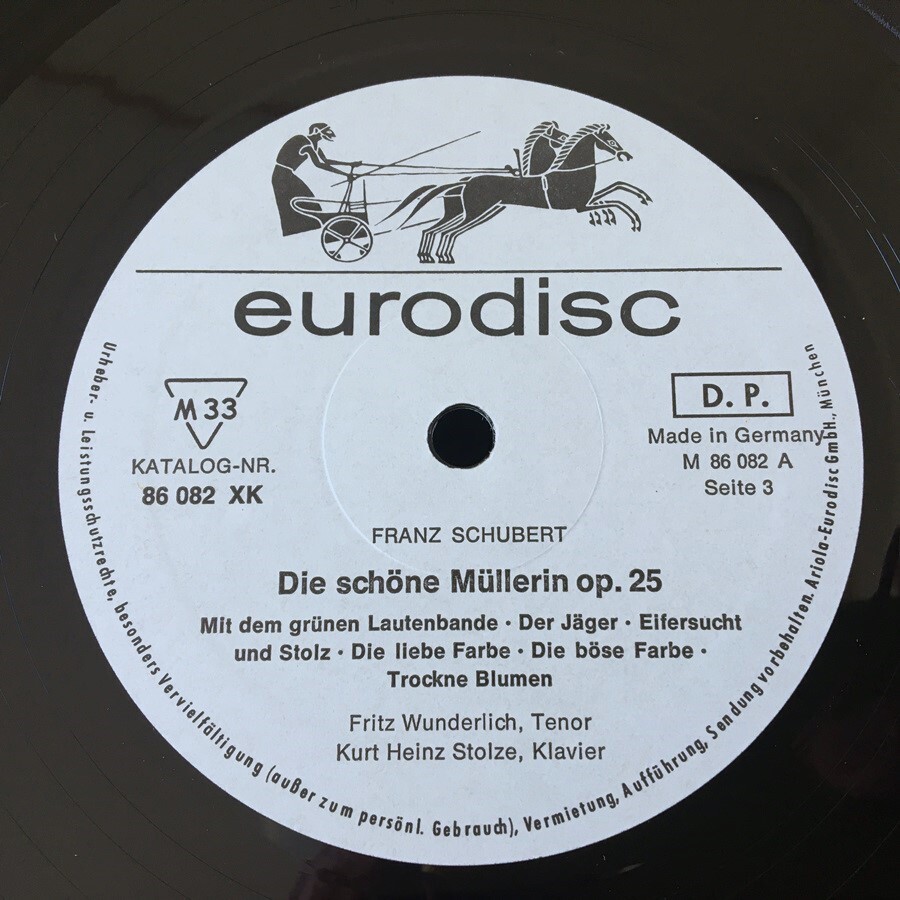 eurodisc
M 33
KATALOG-NR.
86 082 XK
D. P.
Made in Germany
M 86 082 A
Seite 3
FRANZ SCHUBERT
Die schöne Müllerin op. 25
Mit dem grünen Lautenbande · Der Jäger · Eifersucht
und Stolz · Die liebe Farbe · Die böse Farbe ·
Trockne Blumen
Fritz Wunderlich, Tenor
Kurt Heinz Stolze, Klavier
Urheber- u. Leistungsschutzrechte, besonders Vervielfältigung (außer zum persönl. Gebrauch), Vermietung, Aufführung, Sendung vorbehalten. Ariola-Eurodisc GmbH., München